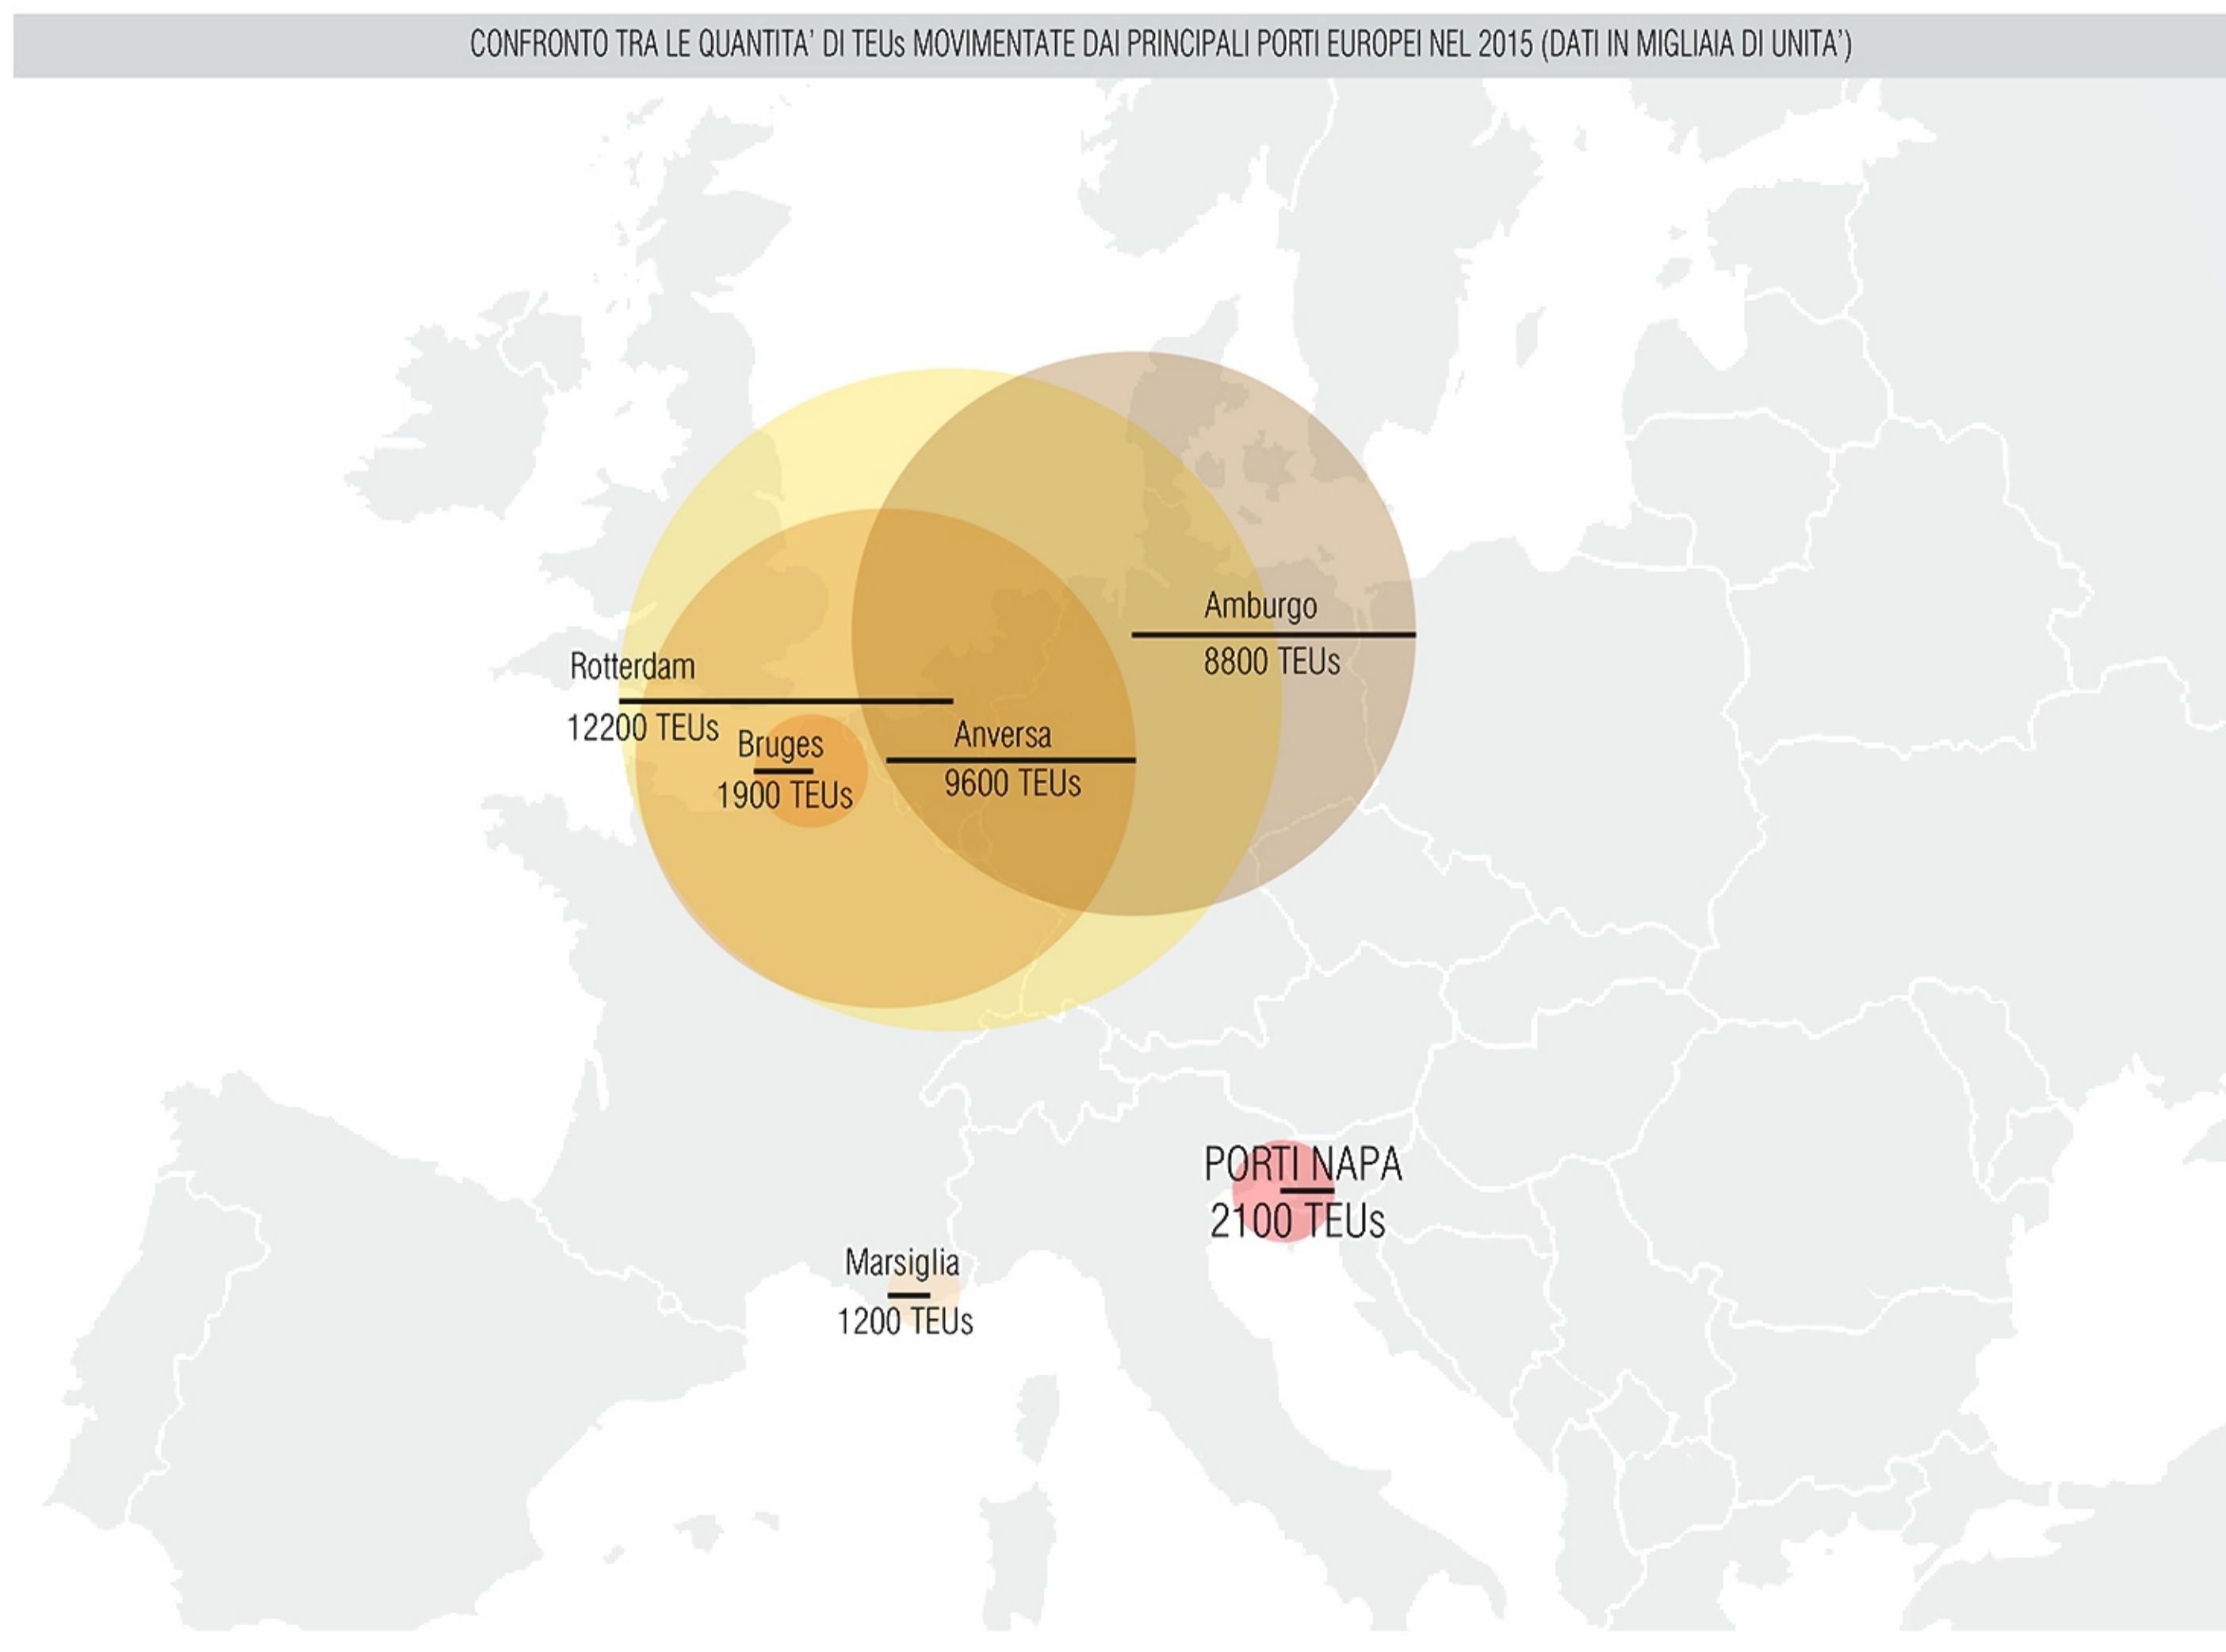 CONFRONTO TRA LE QUANTITA' DI TEUs MOVIMENTATE DAI PRINCIPALI PORTI EUROPEI NEL 2015 (DATI IN MIGLIAIA DI UNITA')
Amburgo
8800 TEUs
Rotterdam
12200 TEUs
Bruges
1900 TEUs
Anversa
9600 TEUs
PORTI NAPA
2100 TEUs
Marsiglia
1200 TEUs